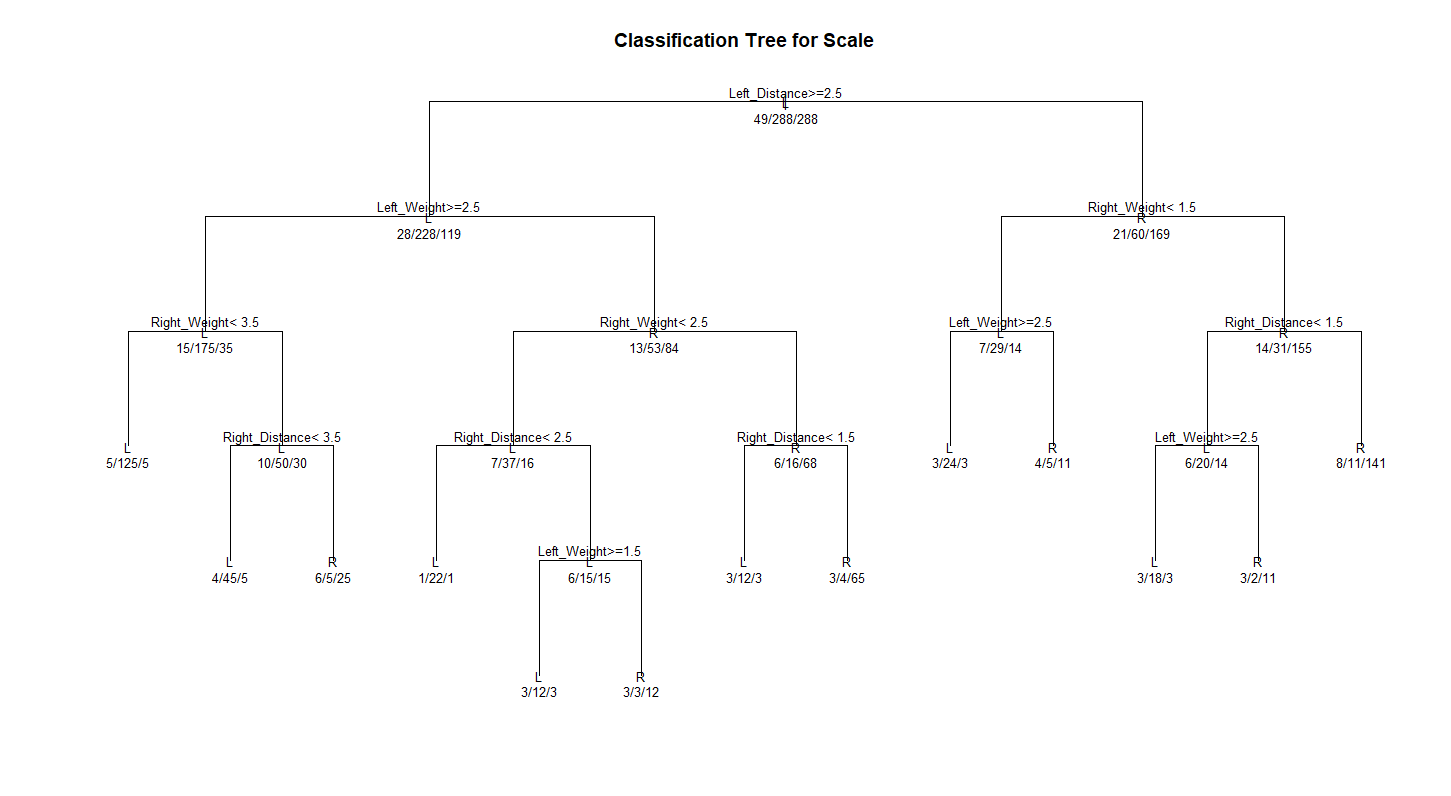 Classification Tree for Scale
Left_Distance>=2.5
L
49/288/288
Left_Weight>=2.5
L
28/228/119
Right_Weight< 1.5
R
21/60/169
Right_Weight< 3.5
L
15/175/35
Right_Weight< 2.5
R
13/53/84
Left_Weight>=2.5
L
7/29/14
Right_Distance< 1.5
R
14/31/155
L
5/125/5
Right_Distance< 3.5
L
10/50/30
Right_Distance< 2.5
L
7/37/16
Right_Distance< 1.5
R
6/16/68
L
3/24/3
R
4/5/11
Left_Weight>=2.5
L
6/20/14
R
8/11/141
L
4/45/5
R
6/5/25
L
1/22/1
Left_Weight>=1.5
L
6/15/15
L
3/12/3
R
3/4/65
L
3/18/3
R
3/2/11
L
3/12/3
R
3/3/12